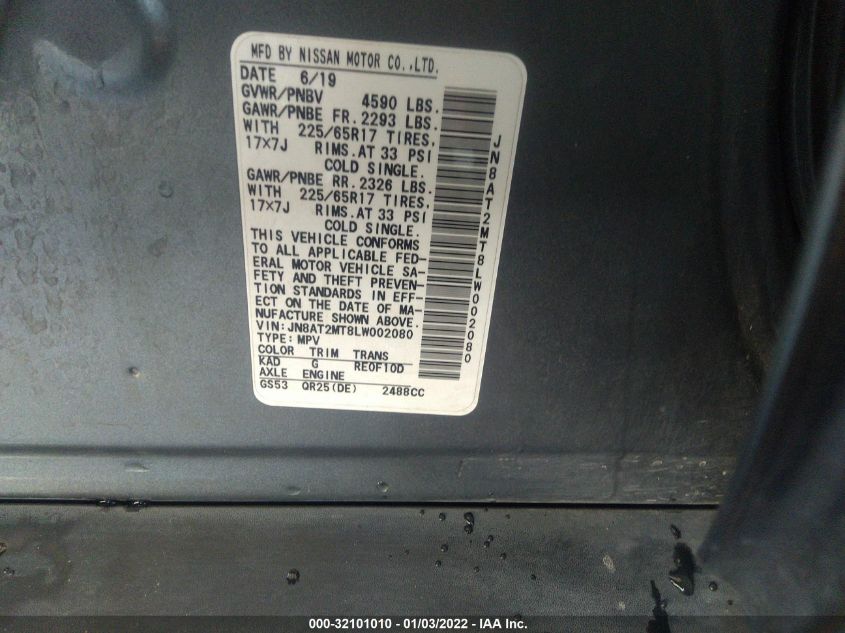 MFD BY NISSAN MOTOR CO.,LTD.
DATE 6/19
GVWR/PNBV 4590 LBS.
GAWR/PNBE FR. 2293 LBS.
WITH 225/65R17 TIRES,
17×7J RIMS.AT 33 PSI
COLD SINGLE.
GAWR/PNBE RR. 2326 LBS.
WITH 225/65R17 TIRES,
17×7J RIMS.AT 33 PSI
COLD SINGLE.
THIS VEHICLE CONFORMS
TO ALL APPLICABLE FED-
ERAL MOTOR VEHICLE SA-
FETY AND THEFT PREVEN-
TION STANDARDS IN EFF-
ECT ON THE DATE OF MA-
NUFACTURE SHOWN ABOVE.
VIN:JN8AT2MT8LW002080
TYPE:MPV
COLOR TRIM TRANS
KAD G RE0F10D
AXLE ENGINE
GS53 QR25(DE) 2488CC
JN8AT2MT8LW002080
000-32101010 - 01/03/2022 - IAA Inc.